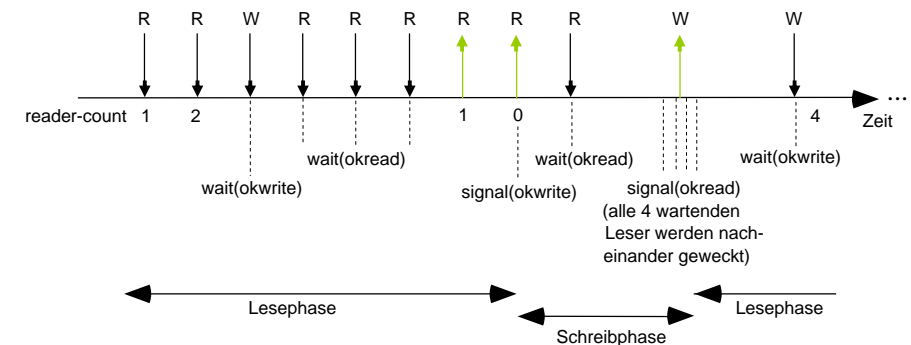 R R W R R R R R R W W
...
reader-count 1 2 1 0 4 Zeit
wait(okread) wait(okread) wait(okwrite)
wait(okwrite) signal(okwrite) signal(okread)
(alle 4 wartenden
Leser werden nach-
einander geweckt)
Lesephase Lesephase
Schreibphase